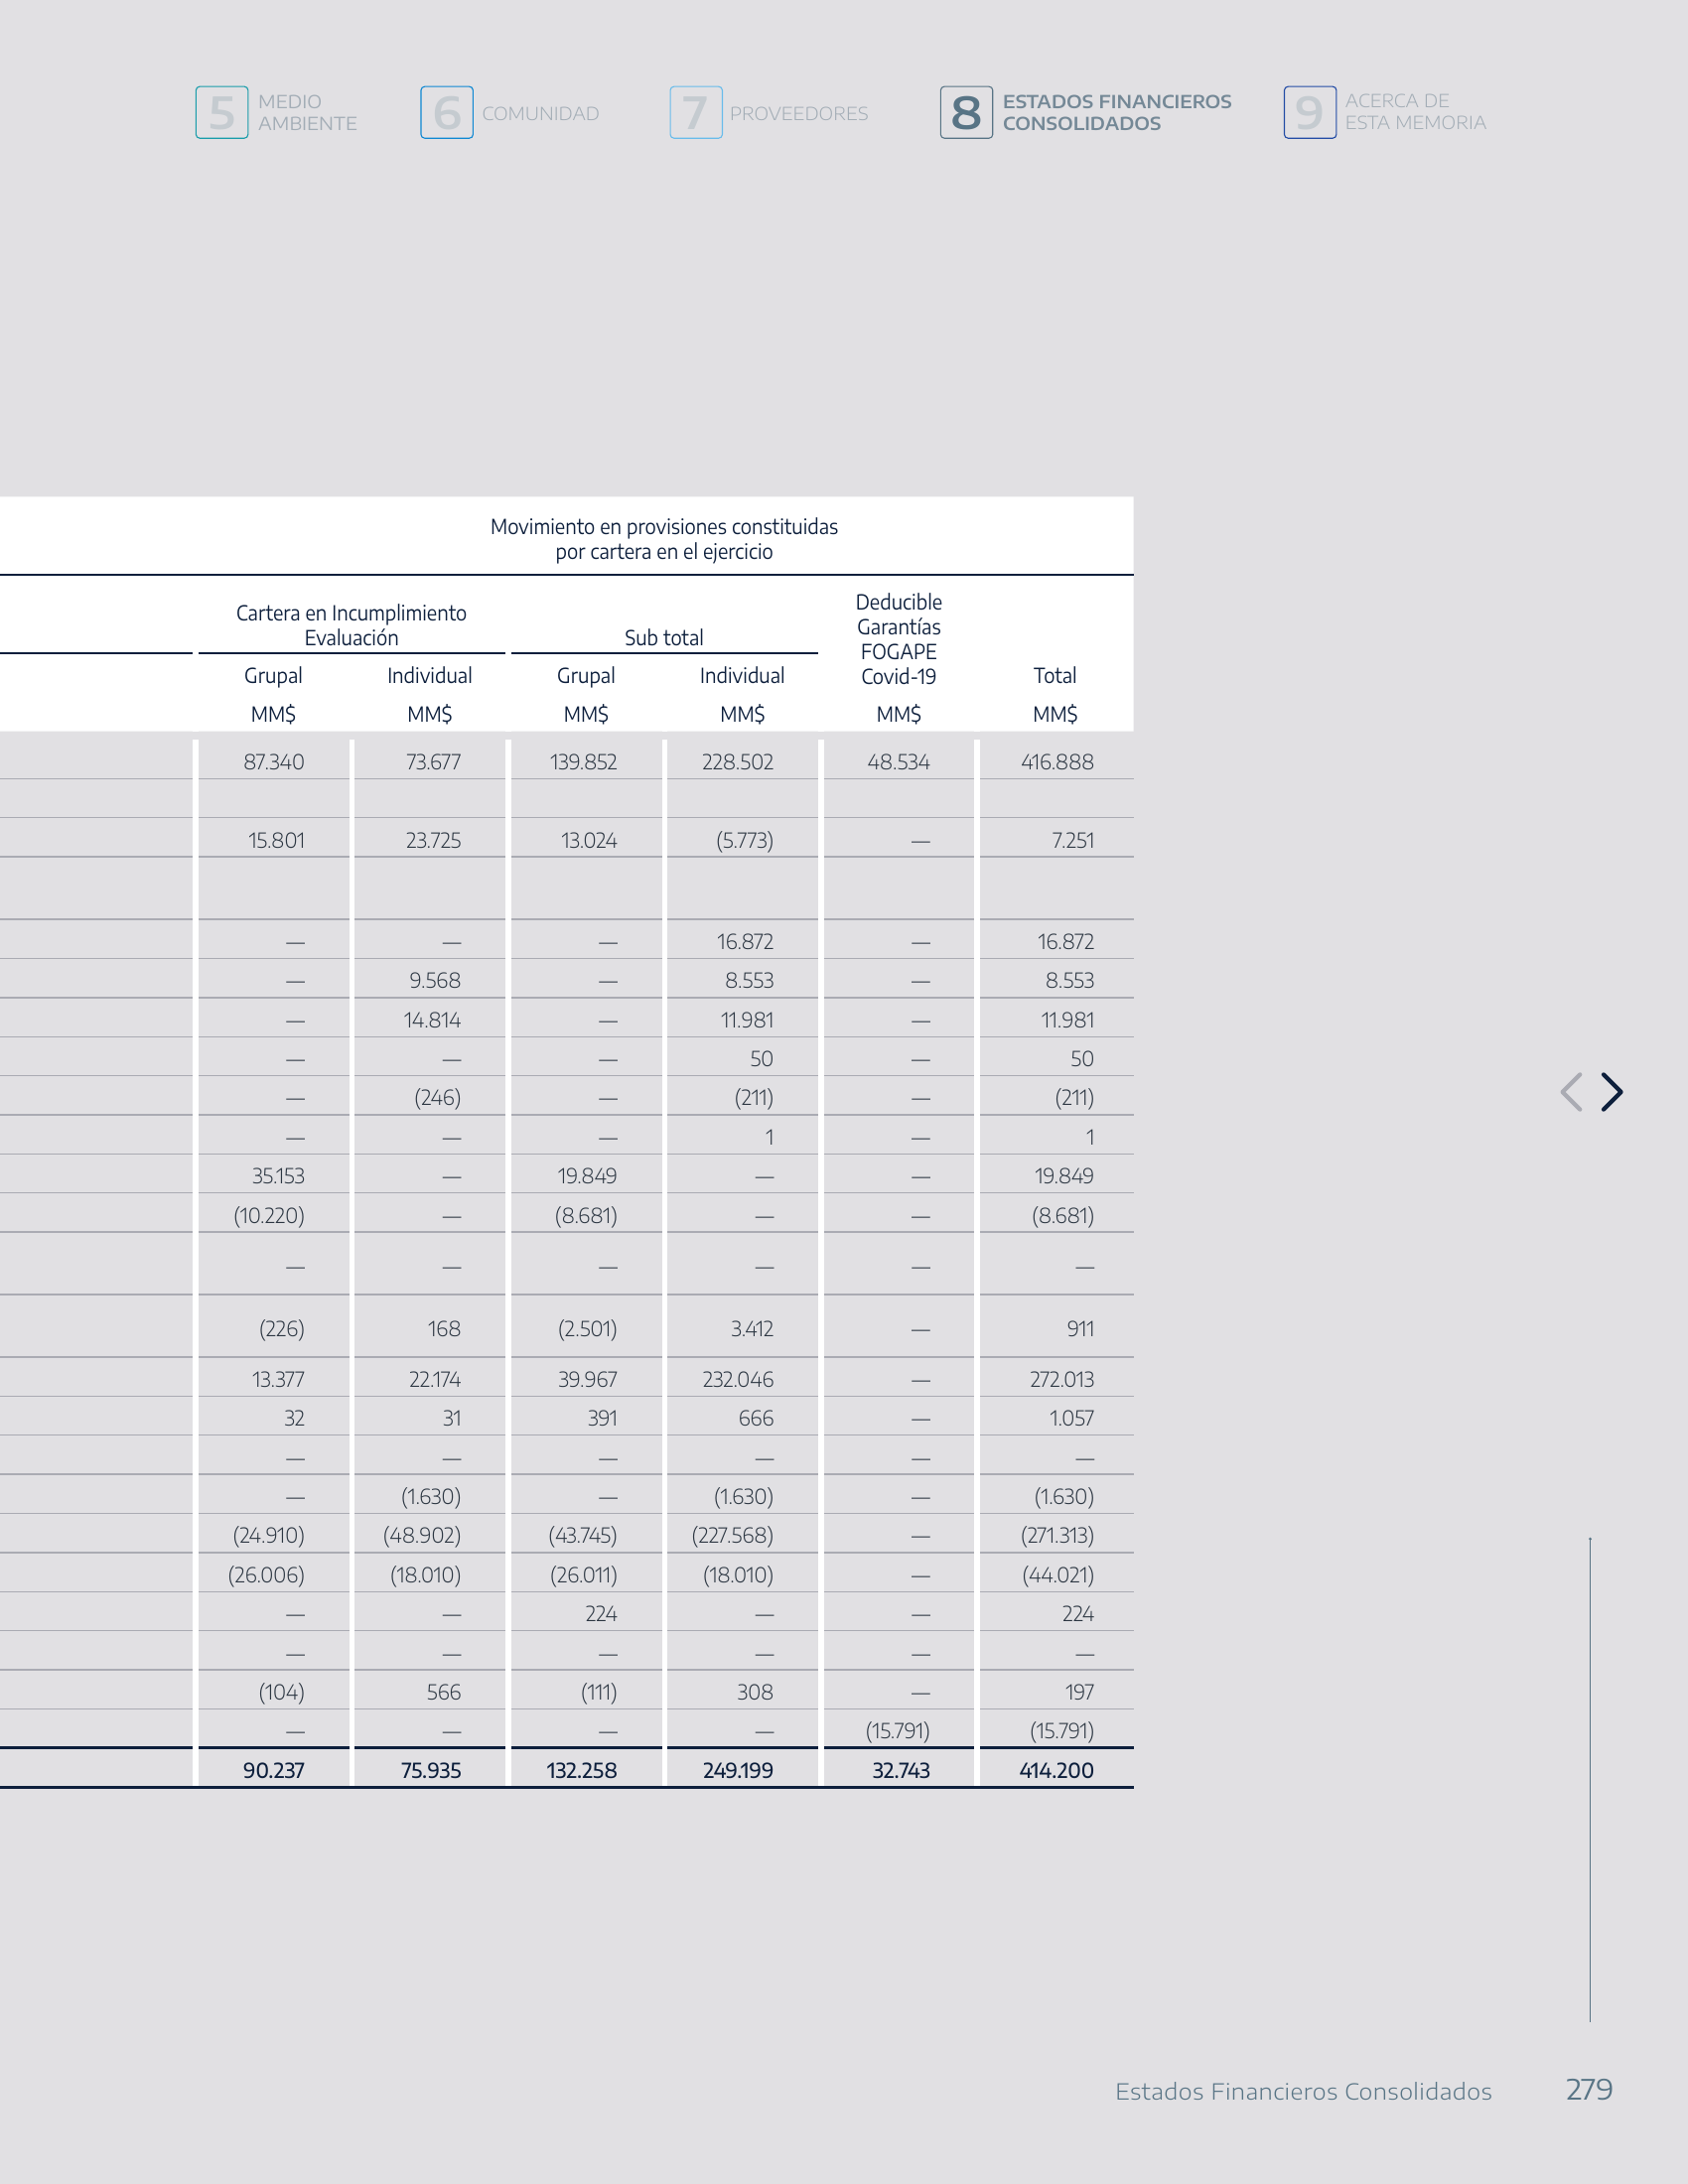 5 MEDIO AMBIENTE
6 COMUNIDAD
7 PROVEEDORES
8 ESTADOS FINANCIEROS CONSOLIDADOS
9 ACERCA DE ESTA MEMORIA
Movimiento en provisiones constituidas
por cartera en el ejercicio
Cartera en Incumplimiento
Evaluación
Sub total
Deducible
Garantías
FOGAPE
Covid-19
Total
Grupal Individual Grupal Individual
MM$ MM$ MM$ MM$ MM$ MM$
87.340 73.677 139.852 228.502 48.534 416.888
15.801 23.725 13.024 (5.773) — 7.251
— — — 16.872 — 16.872
— 9.568 — 8.553 — 8.553
— 14.814 — 11.981 — 11.981
— — — 50 — 50
— (246) — (211) — (211)
— — — 1 — 1
35.153 — 19.849 — — 19.849
(10.220) — (8.681) — — (8.681)
— — — — — —
(226) 168 (2.501) 3.412 — 911
13.377 22.174 39.967 232.046 — 272.013
32 31 391 666 — 1.057
— — — — — —
— (1.630) — (1.630) — (1.630)
(24.910) (48.902) (43.745) (227.568) — (271.313)
(26.006) (18.010) (26.011) (18.010) — (44.021)
— — 224 — — 224
— — — — — —
(104) 566 (111) 308 — 197
— — — — (15.791) (15.791)
90.237 75.935 132.258 249.199 32.743 414.200
Estados Financieros Consolidados 279